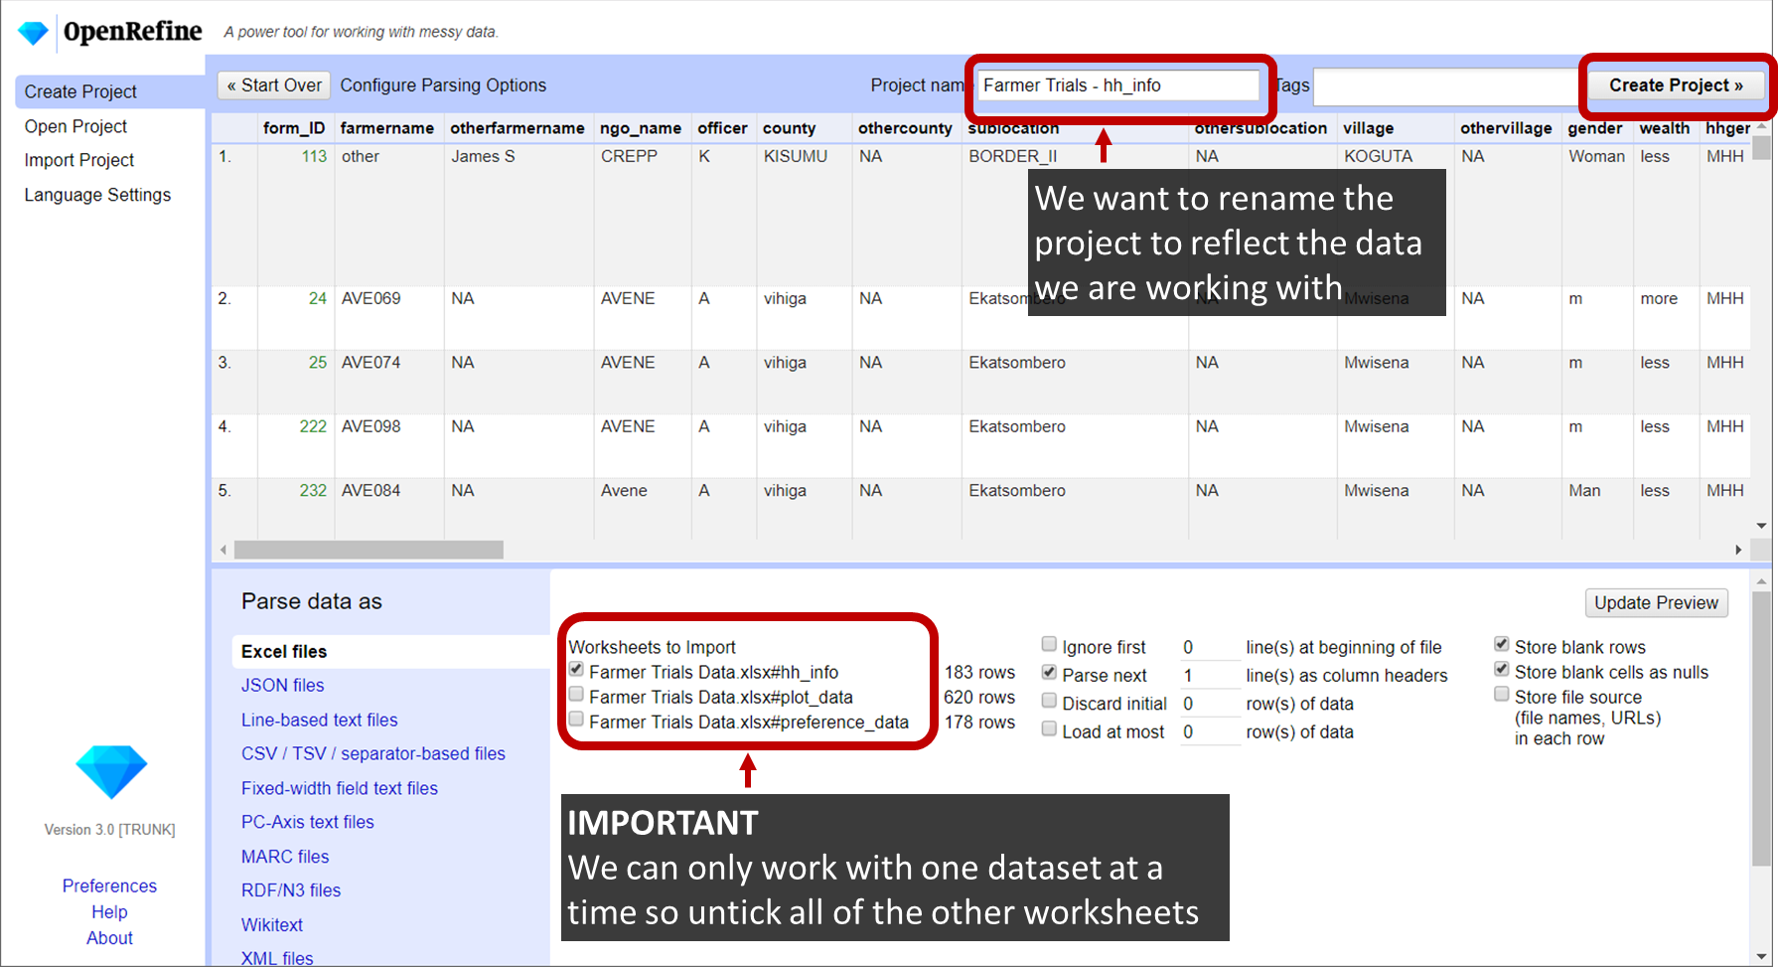 OpenRefine A power tool for working with messy data.
Create Project
Open Project
Import Project
Language Settings
« Start Over Configure Parsing Options Project nam Farmer Trials - hh_info Tags Create Project »
form_ID farmername otherfarmername ngo_name officer county othercounty sublocation othersublocation village othervillage gender wealth hhger
1. 113 other James S CREPP K KISUMU NA BORDER_II NA KOGUTA NA Woman less MHH
We want to rename the
project to reflect the data
we are working with
2. 24 AVE069 NA AVENE A vihiga NA Ekatsombero NA Mwisena NA m more MHH
3. 25 AVE074 NA AVENE A vihiga NA Ekatsombero NA Mwisena NA m less MHH
4. 222 AVE098 NA AVENE A vihiga NA Ekatsombero NA Mwisena NA m less MHH
5. 232 AVE084 NA Avene A vihiga NA Ekatsombero NA Mwisena NA Man less MHH
Parse data as
Excel files
JSON files
Line-based text files
CSV / TSV / separator-based files
Fixed-width field text files
PC-Axis text files
MARC files
RDF/N3 files
Wikitext
XML files
Update Preview
Worksheets to Import
Farmer Trials Data.xlsx#hh_info 183 rows
Farmer Trials Data.xlsx#plot_data 620 rows
Farmer Trials Data.xlsx#preference_data 178 rows
Ignore first 0 line(s) at beginning of file
Parse next 1 line(s) as column headers
Discard initial 0 row(s) of data
Load at most 0 row(s) of data
Store blank rows
Store blank cells as nulls
Store file source
(file names, URLs)
in each row
IMPORTANT
We can only work with one dataset at a
time so untick all of the other worksheets
Version 3.0 [TRUNK]
Preferences
Help
About